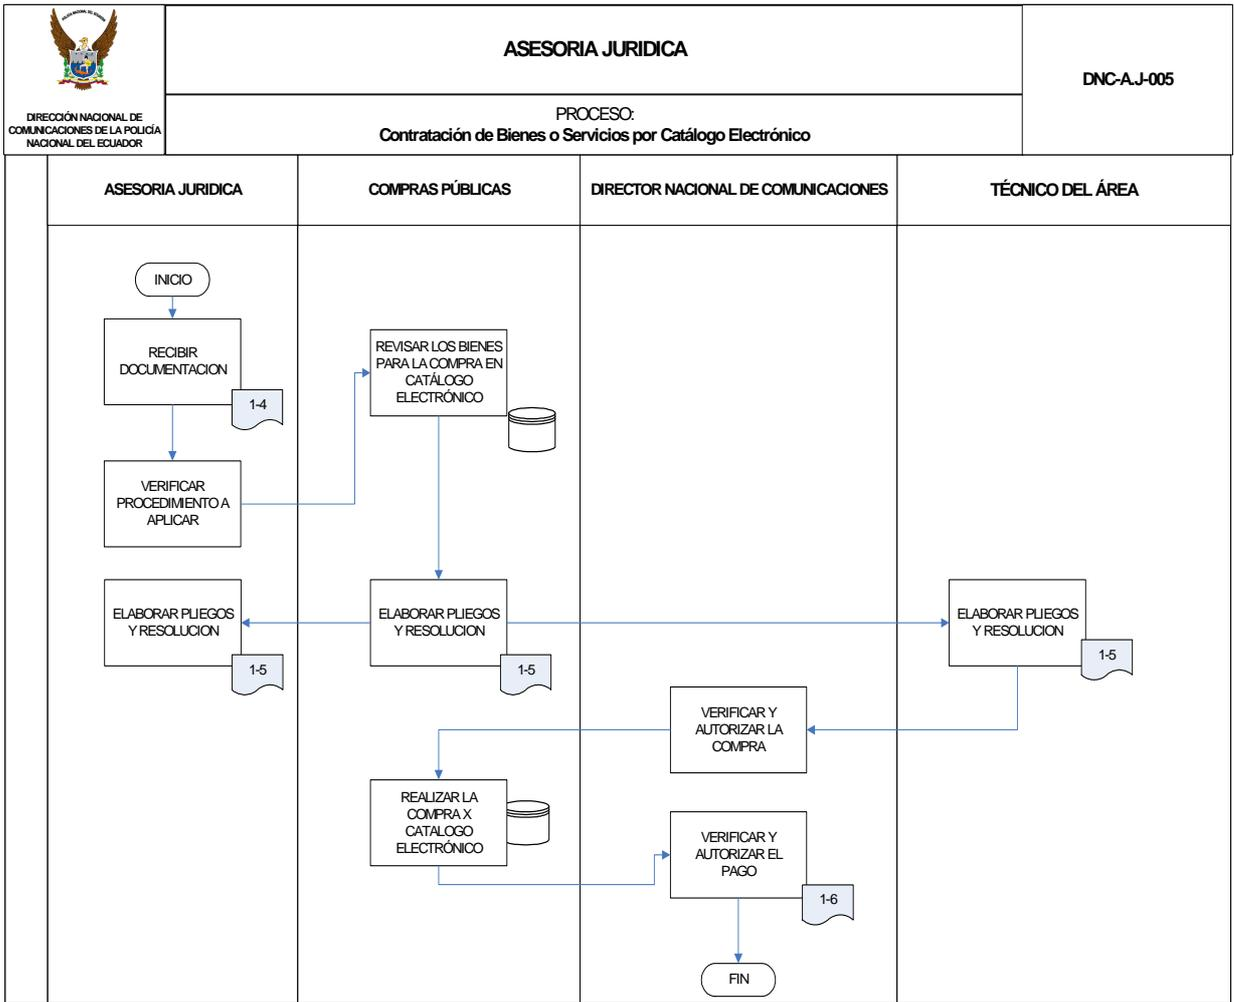 ASESORIA JURIDICA
DNC-A.J-005
DIRECCIÓN NACIONAL DE
COMUNICACIONES DE LA POLICÍA
NACIONAL DEL ECUADOR
PROCESO:
Contratación de Bienes o Servicios por Catálogo Electrónico
ASESORIA JURIDICA
COMPRAS PÚBLICAS
DIRECTOR NACIONAL DE COMUNICACIONES
TÉCNICO DEL ÁREA
INICIO
RECIBIR
DOCUMENTACION
1-4
REVISAR LOS BIENES
PARA LA COMPRA EN
CATÁLOGO
ELECTRÓNICO
VERIFICAR
PROCEDIMIENTO A
APLICAR
ELABORAR PLIEGOS
Y RESOLUCION
1-5
ELABORAR PLIEGOS
Y RESOLUCION
1-5
ELABORAR PLIEGOS
Y RESOLUCION
1-5
VERIFICAR Y
AUTORIZAR LA
COMPRA
REALIZAR LA
COMPRA X
CATALOGO
ELECTRÓNICO
VERIFICAR Y
AUTORIZAR EL
PAGO
1-6
FIN